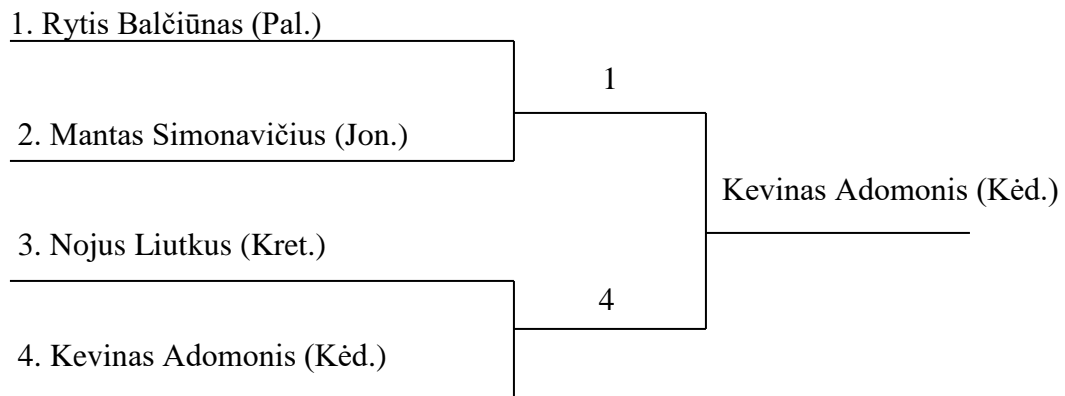 1. Rytis Balčiūnas (Pal.)
1
2. Mantas Simonavičius (Jon.)
Kevinas Adomonis (Kėd.)
3. Nojus Liutkus (Kret.)
4
4. Kevinas Adomonis (Kėd.)